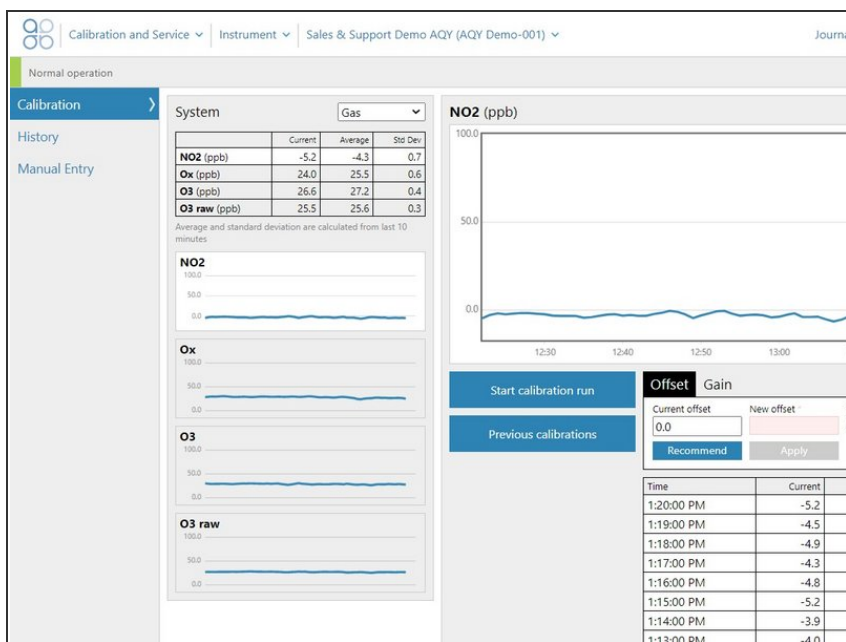 Calibration and Service
Instrument
Sales & Support Demo AQY (AQY Demo-001)
Normal operation
Calibration
History
Manual Entry
System
Gas
Current Average Std Dev
NO2 (ppb) -5.2 -4.3 0.7
Ox (ppb) 24.0 25.5 0.6
O3 (ppb) 26.6 27.2 0.4
O3 raw (ppb) 25.5 25.6 0.3
Average and standard deviation are calculated from last 10
minutes
NO2
100.0
50.0
0.0
Ox
100.0
50.0
0.0
O3
100.0
50.0
0.0
O3 raw
100.0
50.0
0.0
NO2 (ppb)
100.0
50.0
0.0
12:30 12:40 12:50 13:00
Start calibration run
Previous calibrations
Offset Gain
Current offset New offset
0.0
Recommend Apply
Time Current
1:20:00 PM -5.2
1:19:00 PM -4.5
1:18:00 PM -4.9
1:17:00 PM -4.3
1:16:00 PM -4.8
1:15:00 PM -5.2
1:14:00 PM -3.9
1:13:00 PM -4.0